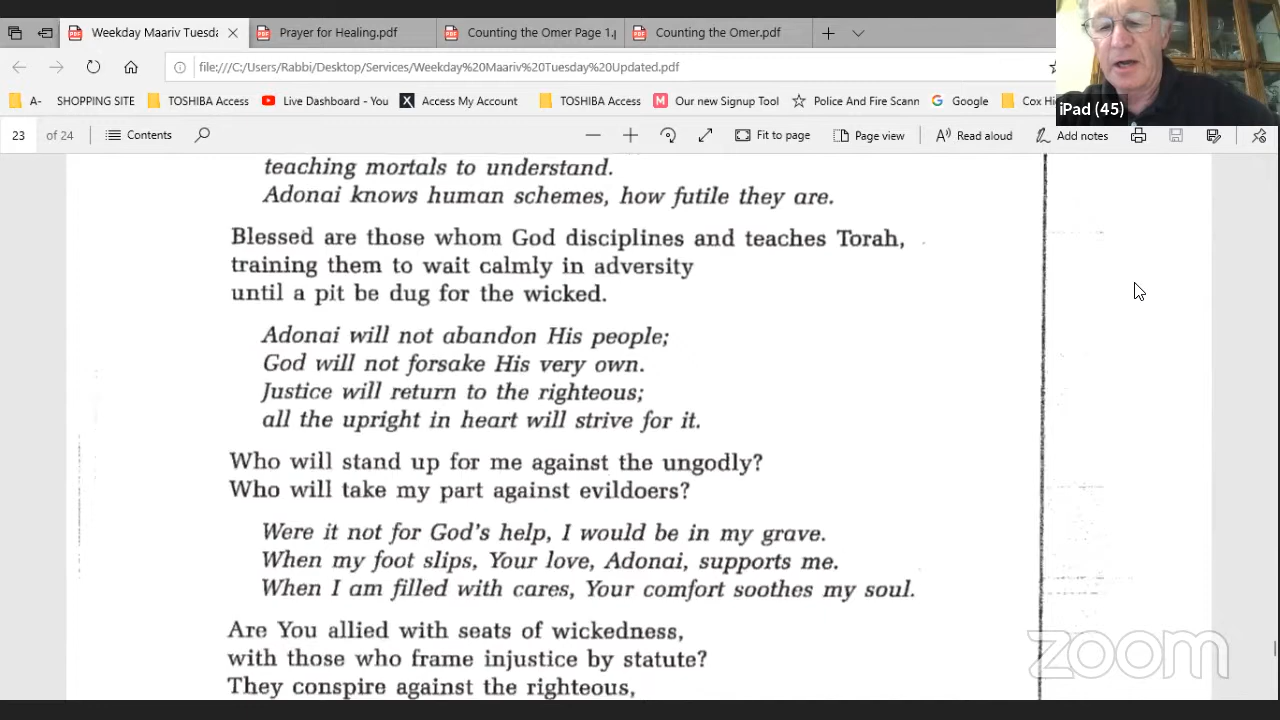 Weekday Maariv Tuesda
Prayer for Healing.pdf
Counting the Omer Page 1.
Counting the Omer.pdf
file:///C:/Users/Rabbi/Desktop/Services/Weekday%20Maariv%20Tuesday%20Updated.pdf
A- SHOPPING SITE TOSHIBA Access Live Dashboard - You Access My Account TOSHIBA Access Our new Signup Tool Police And Fire Scann Google Cox Hi
iPad (45)
23 of 24 Contents Fit to page Page view Read aloud Add notes
teaching mortals to understand.
Adonai knows human schemes, how futile they are.
Blessed are those whom God disciplines and teaches Torah,
training them to wait calmly in adversity
until a pit be dug for the wicked.
Adonai will not abandon His people;
God will not forsake His very own.
Justice will return to the righteous;
all the upright in heart will strive for it.
Who will stand up for me against the ungodly?
Who will take my part against evildoers?
Were it not for God's help, I would be in my grave.
When my foot slips, Your love, Adonai, supports me.
When I am filled with cares, Your comfort soothes my soul.
Are You allied with seats of wickedness,
with those who frame injustice by statute?
They conspire against the righteous,
zoom